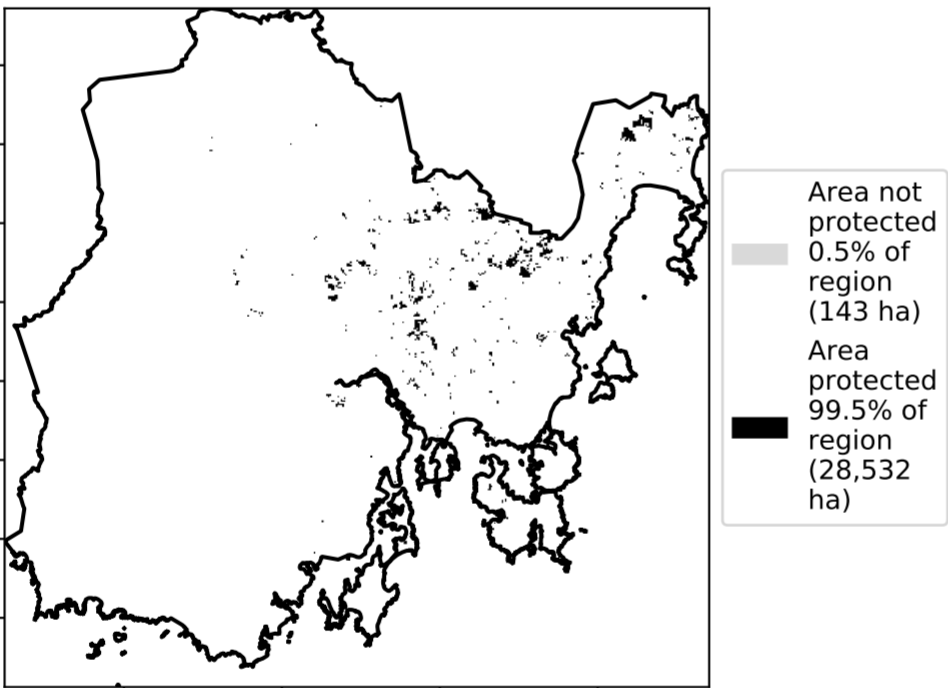 Area not
protected
0.5% of
region
(143 ha)
Area
protected
99.5% of
region
(28,532
ha)